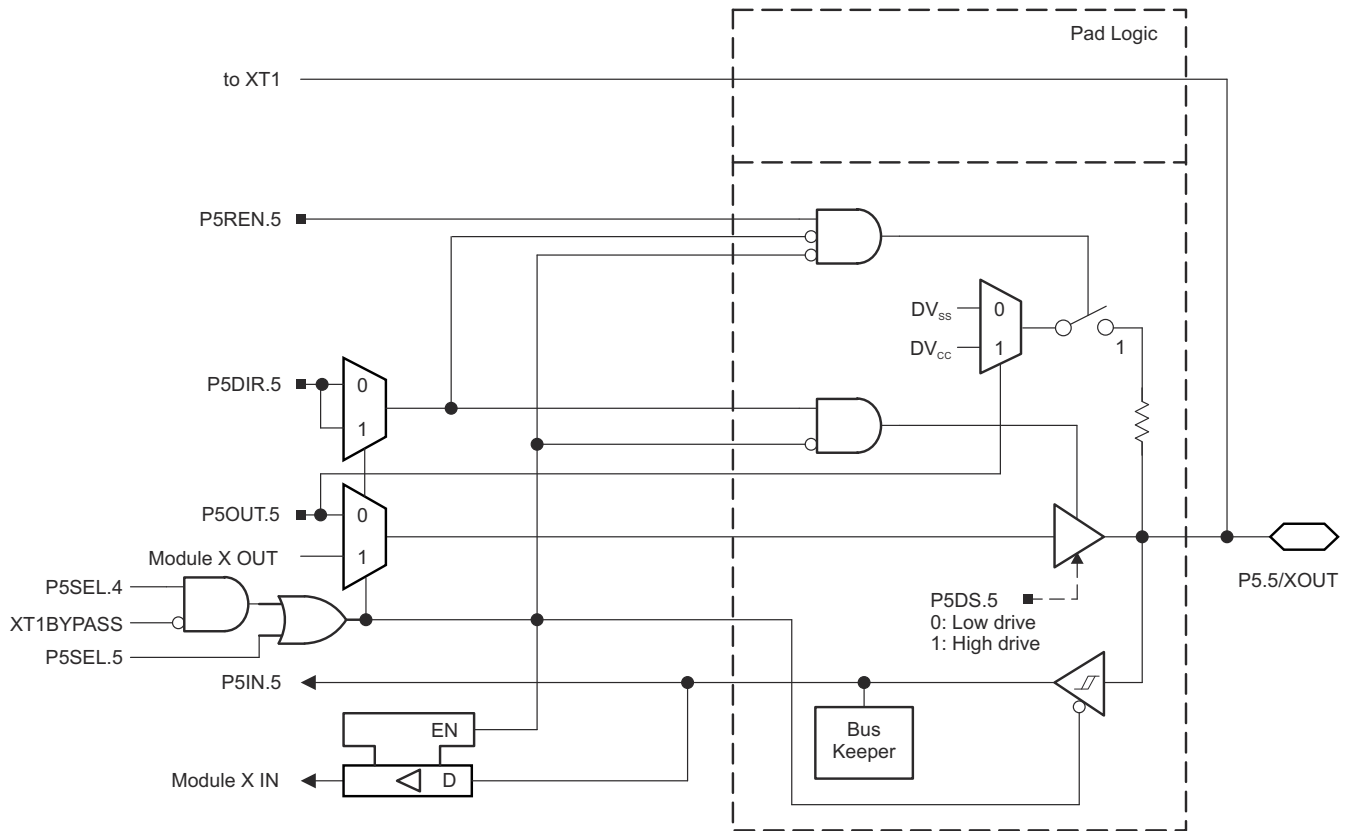 Pad Logic
to XT1
P5REN.5
DVSS
0
DVCC
1
1
P5DIR.5
0
1
P5OUT.5
0
Module X OUT
1
P5SEL.4
XT1BYPASS
P5SEL.5
P5DS.5
0: Low drive
1: High drive
P5.5/XOUT
P5IN.5
EN
Bus
Keeper
Module X IN
D